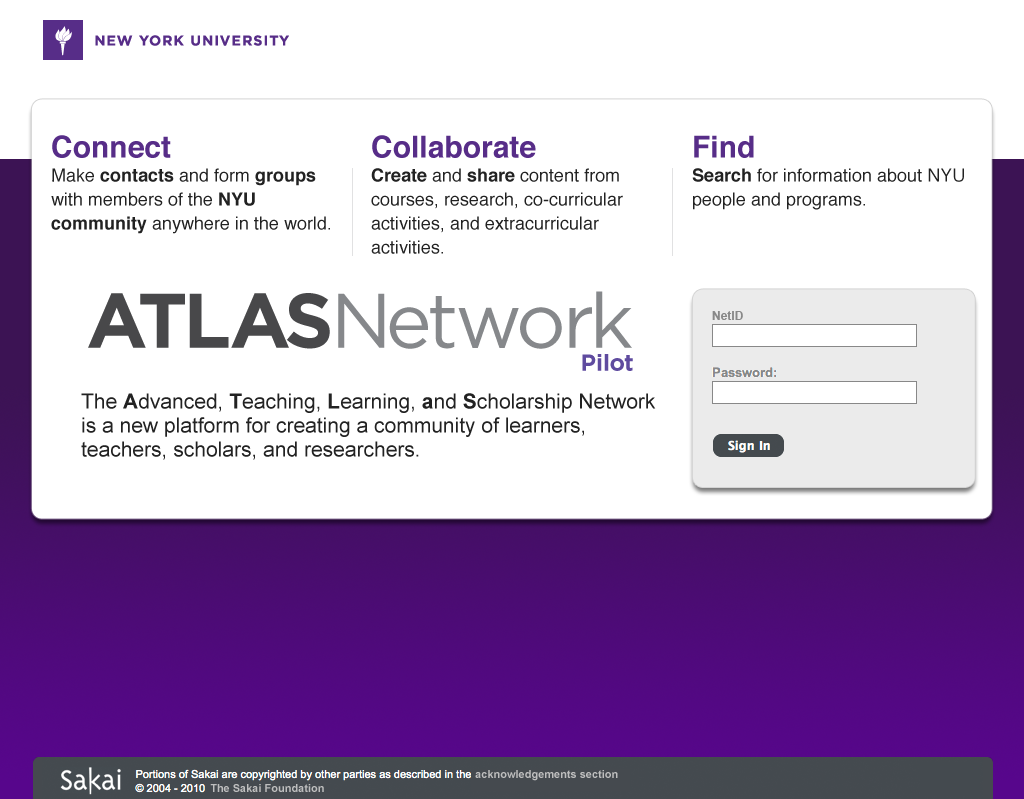 NEW YORK UNIVERSITY
Connect
Make contacts and form groups
with members of the NYU
community anywhere in the world.
Collaborate
Create and share content from
courses, research, co-curricular
activities, and extracurricular
activities.
Find
Search for information about NYU
people and programs.
ATLASNetwork
Pilot
The Advanced, Teaching, Learning, and Scholarship Network
is a new platform for creating a community of learners,
teachers, scholars, and researchers.
NetID
Password:
Sign In
Sakai
Portions of Sakai are copyrighted by other parties as described in the acknowledgements section
© 2004 - 2010 The Sakai Foundation